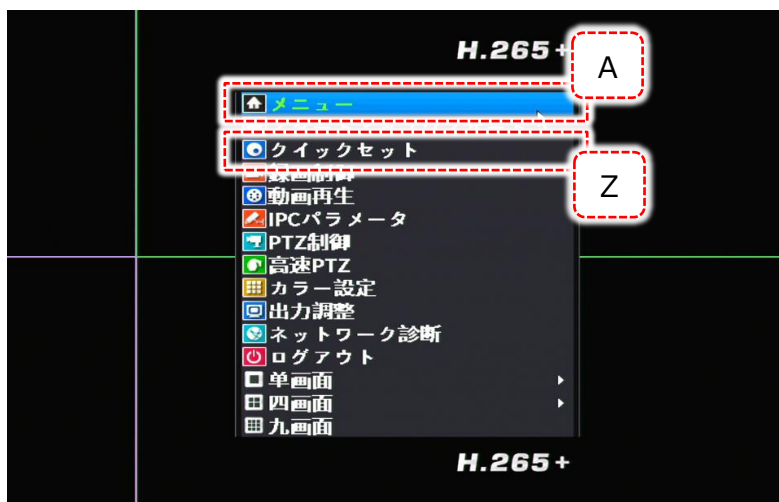 H.265+
A
メニュー
クイックセット
Z
録画制御
動画再生
IPCパラメータ
PTZ制御
高速PTZ
カラー設定
出力調整
ネットワーク診断
ログアウト
単画面
四画面
九画面
H.265+